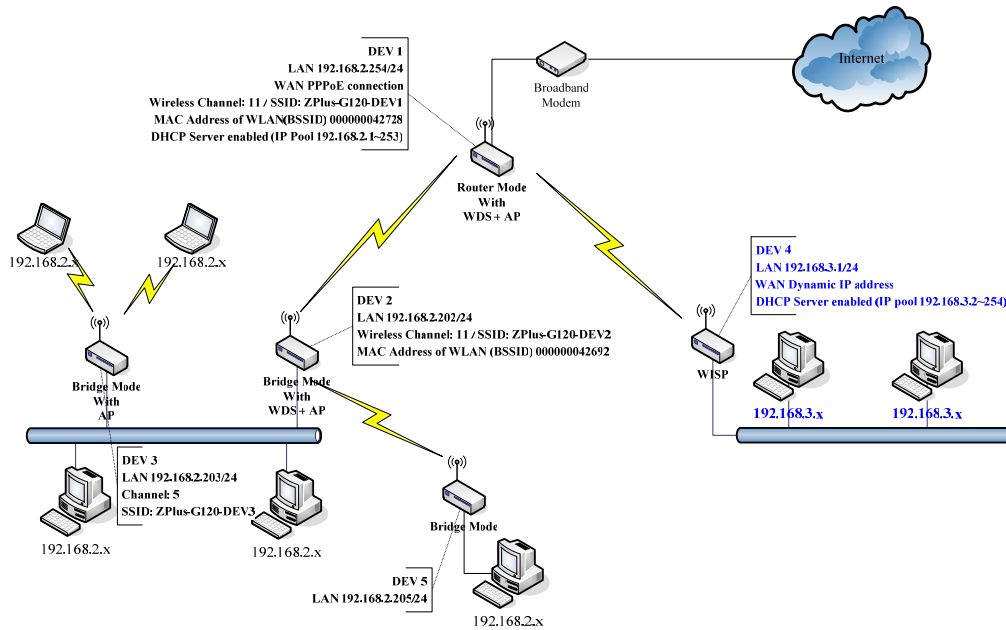 DEV 1
LAN 192.168.2.254/24
WAN PPPoE connection
Wireless Channel: 11 / SSID: ZPlus-G120-DEV1
MAC Address of WLAN(BSSID) 000000042728
DHCP Server enabled (IP Pool 192.168.2.1~253)
Broadband
Modem
Internet
Router Mode
With
WDS + AP
192.168.2.x
192.168.2.x
DEV 4
LAN 192.168.3.1/24
WAN Dynamic IP address
DHCP Server enabled (IP pool 192.168.3.2~254)
DEV 2
LAN 192.168.2.202/24
Wireless Channel: 11 / SSID: ZPlus-G120-DEV2
MAC Address of WLAN (BSSID) 000000042692
Bridge Mode
With
AP
Bridge Mode
With
WDS + AP
WISP
192.168.3.x
192.168.3.x
DEV 3
LAN 192.168.2.203/24
Channel: 5
SSID: ZPlus-G120-DEV3
192.168.2.x
192.168.2.x
Bridge Mode
DEV 5
LAN 192.168.2.205/24
192.168.2.x